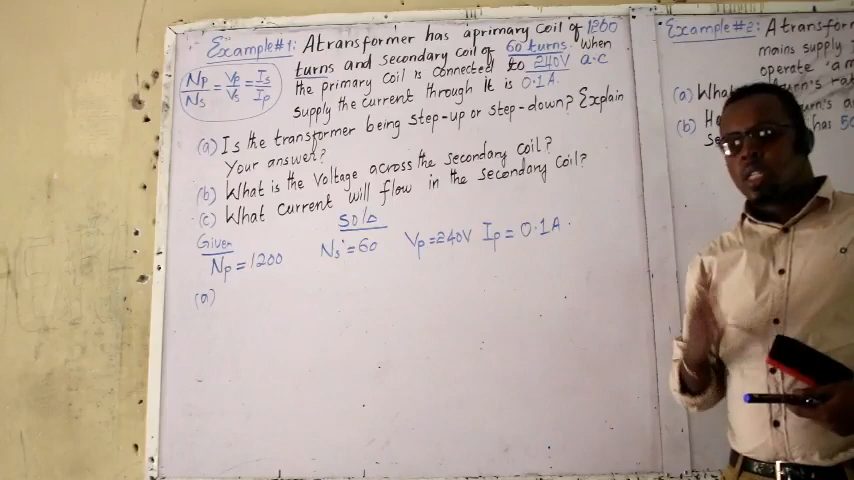 Example#1: A transformer has a primary coil of 1200
turns and secondary coil of 60 turns. When
the primary coil is connected to 240V a.c
supply the current through it is 0.1A.
Np/Ns = Vp/Vs = Is/Ip
(a) Is the transformer being step-up or step-down? Explain
Your answer?
(b) What is the Voltage across the secondary coil?
(c) What current will flow in the secondary coil?
Soln
Given
Np = 1200 Ns = 60 Vp = 240V Ip = 0.1A.
(a)
Example#2: A
mains supply
operate
(a)
(b)
has